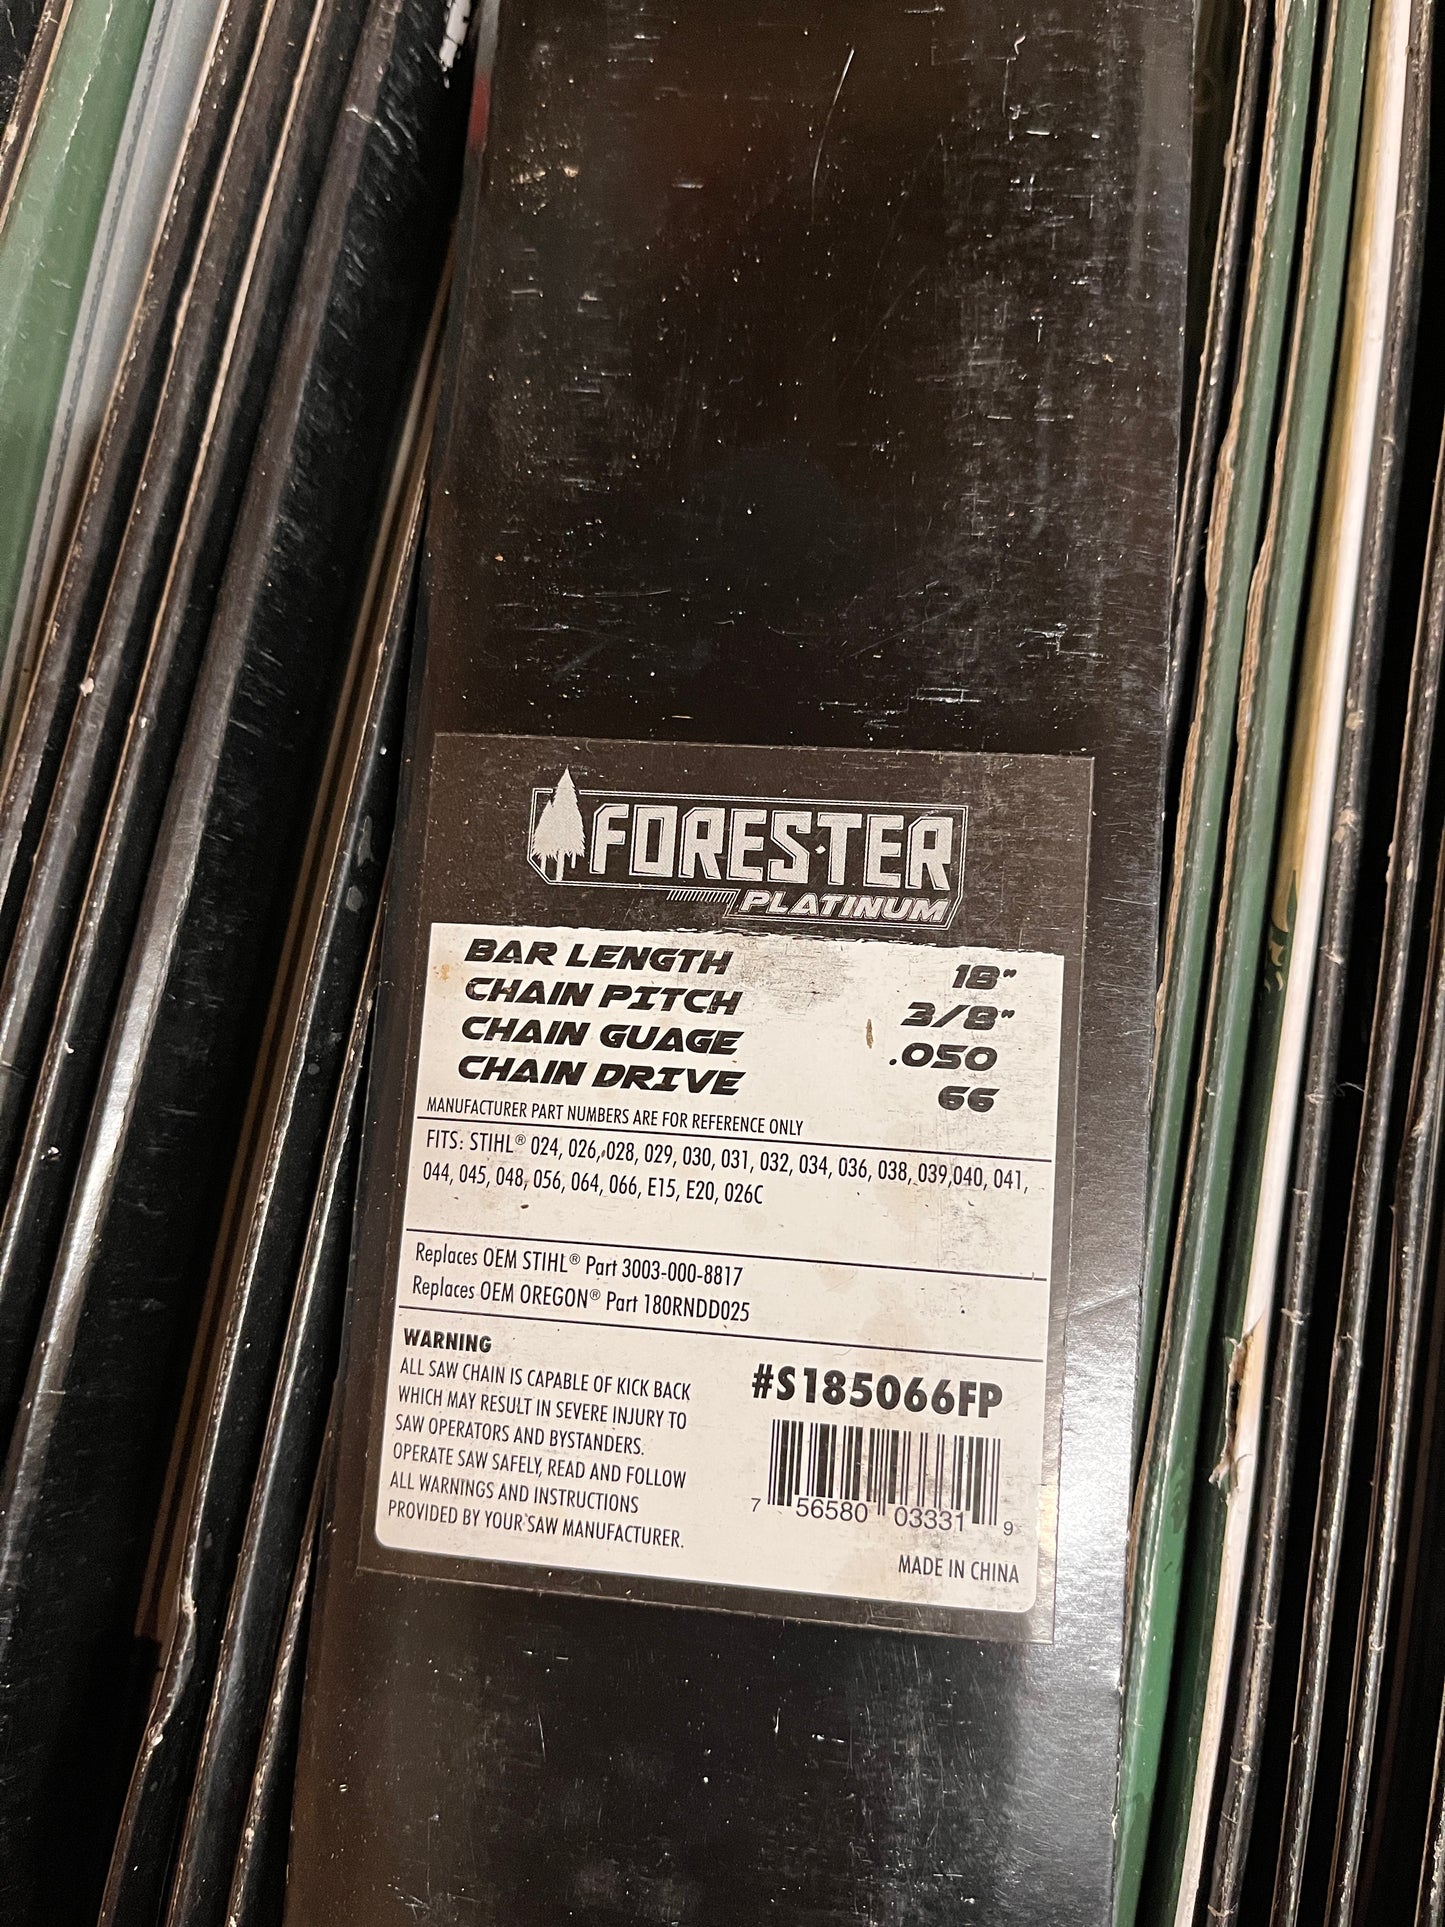 FORESTER
PLATINUM
BAR LENGTH 18"
CHAIN PITCH 3/8"
CHAIN GUAGE .050
CHAIN DRIVE 66
MANUFACTURER PART NUMBERS ARE FOR REFERENCE ONLY
FITS: STIHL® 024, 026, 028, 029, 030, 031, 032, 034, 036, 038, 039,040, 041,
044, 045, 048, 056, 064, 066, E15, E20, 026C
Replaces OEM STIHL® Part 3003-000-8817
Replaces OEM OREGON® Part 180RNDD025
WARNING
ALL SAW CHAIN IS CAPABLE OF KICK BACK
WHICH MAY RESULT IN SEVERE INJURY TO
SAW OPERATORS AND BYSTANDERS.
OPERATE SAW SAFELY, READ AND FOLLOW
ALL WARNINGS AND INSTRUCTIONS
PROVIDED BY YOUR SAW MANUFACTURER.
#S185066FP
7 56580 03331 9
MADE IN CHINA